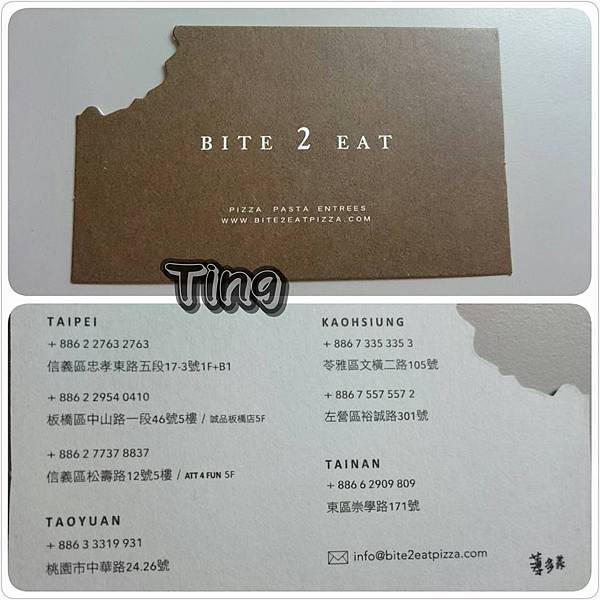 BITE 2 EAT
PIZZA PASTA ENTREES
WWW.BITE2EATPIZZA.COM
Ting
TAIPEI
+ 886 2 2763 2763
信義區忠孝東路五段17-3號1F+B1
+ 886 2 2954 0410
板橋區中山路一段46號5樓 / 誠品板橋店5F
+ 886 2 7737 8837
信義區松壽路12號5樓 / ATT 4 FUN 5F
TAOYUAN
+ 886 3 3319 931
桃園市中華路24.26號
KAOHSIUNG
+ 886 7 335 335 3
苓雅區文橫二路105號
+ 886 7 557 557 2
左營區裕誠路301號
TAINAN
+ 886 6 2909 809
東區崇學路171號
info@bite2eatpizza.com
薄多義